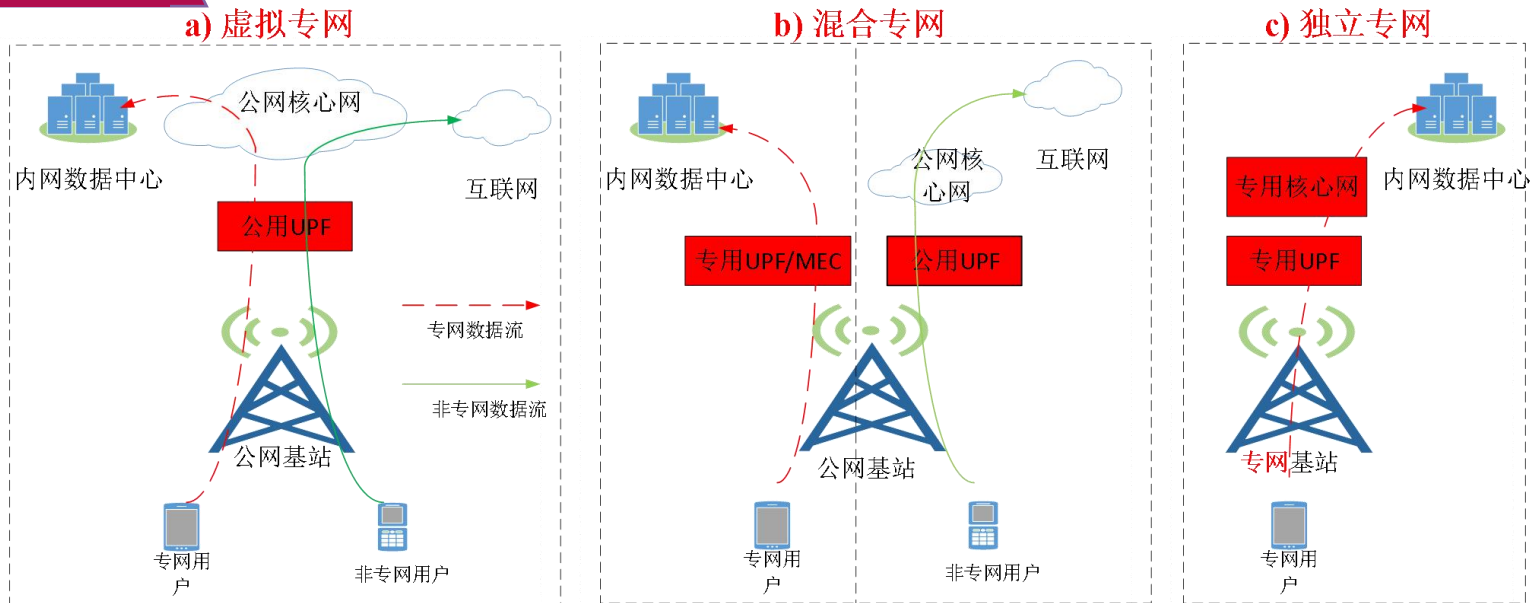 a) 虚拟专网
公网核心网
内网数据中心
互联网
公用UPF
专网数据流
非专网数据流
公网基站
专网用
户
非专网用户
b) 混合专网
内网数据中心
公网核
心网
互联网
专用UPF/MEC
公用UPF
公网基站
专网用
户
非专网用户
c) 独立专网
专用核心网
内网数据中心
专用UPF
专网基站
专网用
户